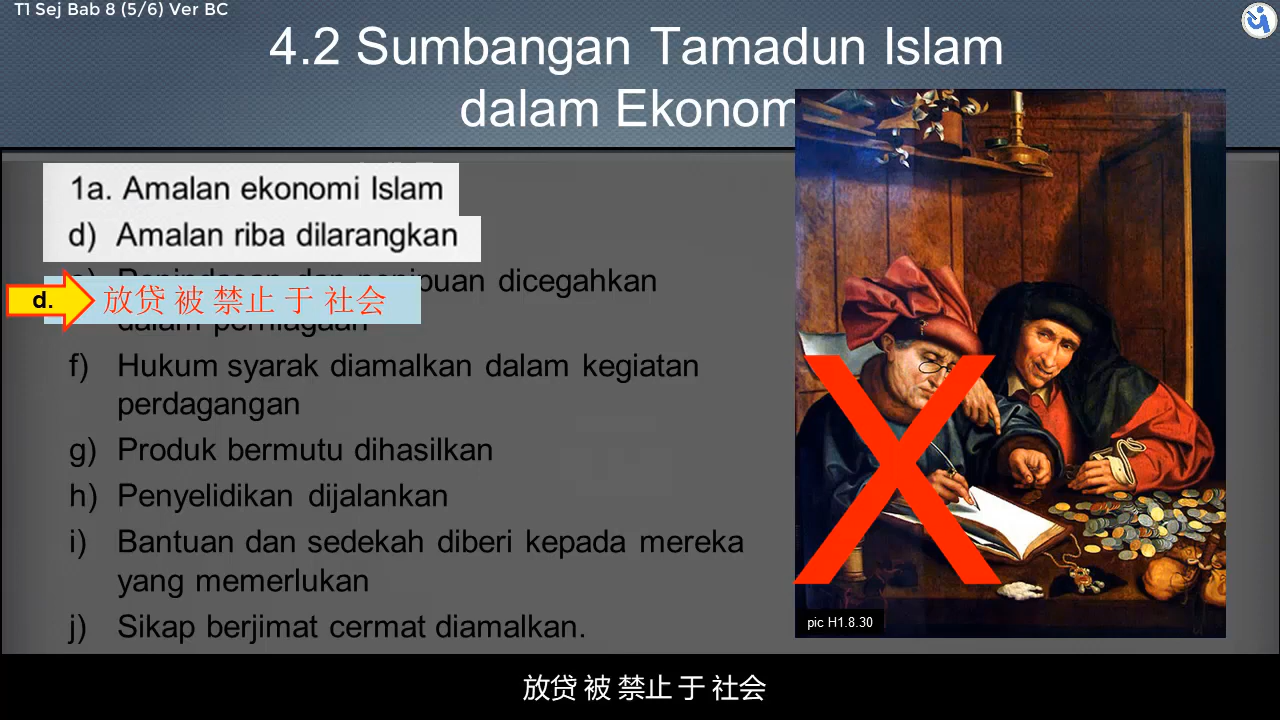 T1 Sej Bab 8 (5/6) Ver BC
4.2 Sumbangan Tamadun Islam
dalam Ekonom
1a. Amalan ekonomi Islam
d) Amalan riba dilarangkan
dicegahkan
d. 放贷 被 禁止 于 社会
f) Hukum syarak diamalkan dalam kegiatan
perdagangan
g) Produk bermutu dihasilkan
h) Penyelidikan dijalankan
i) Bantuan dan sedekah diberi kepada mereka
yang memerlukan
j) Sikap berjimat cermat diamalkan.
X
pic H1.8.30
放贷 被 禁止 于 社会